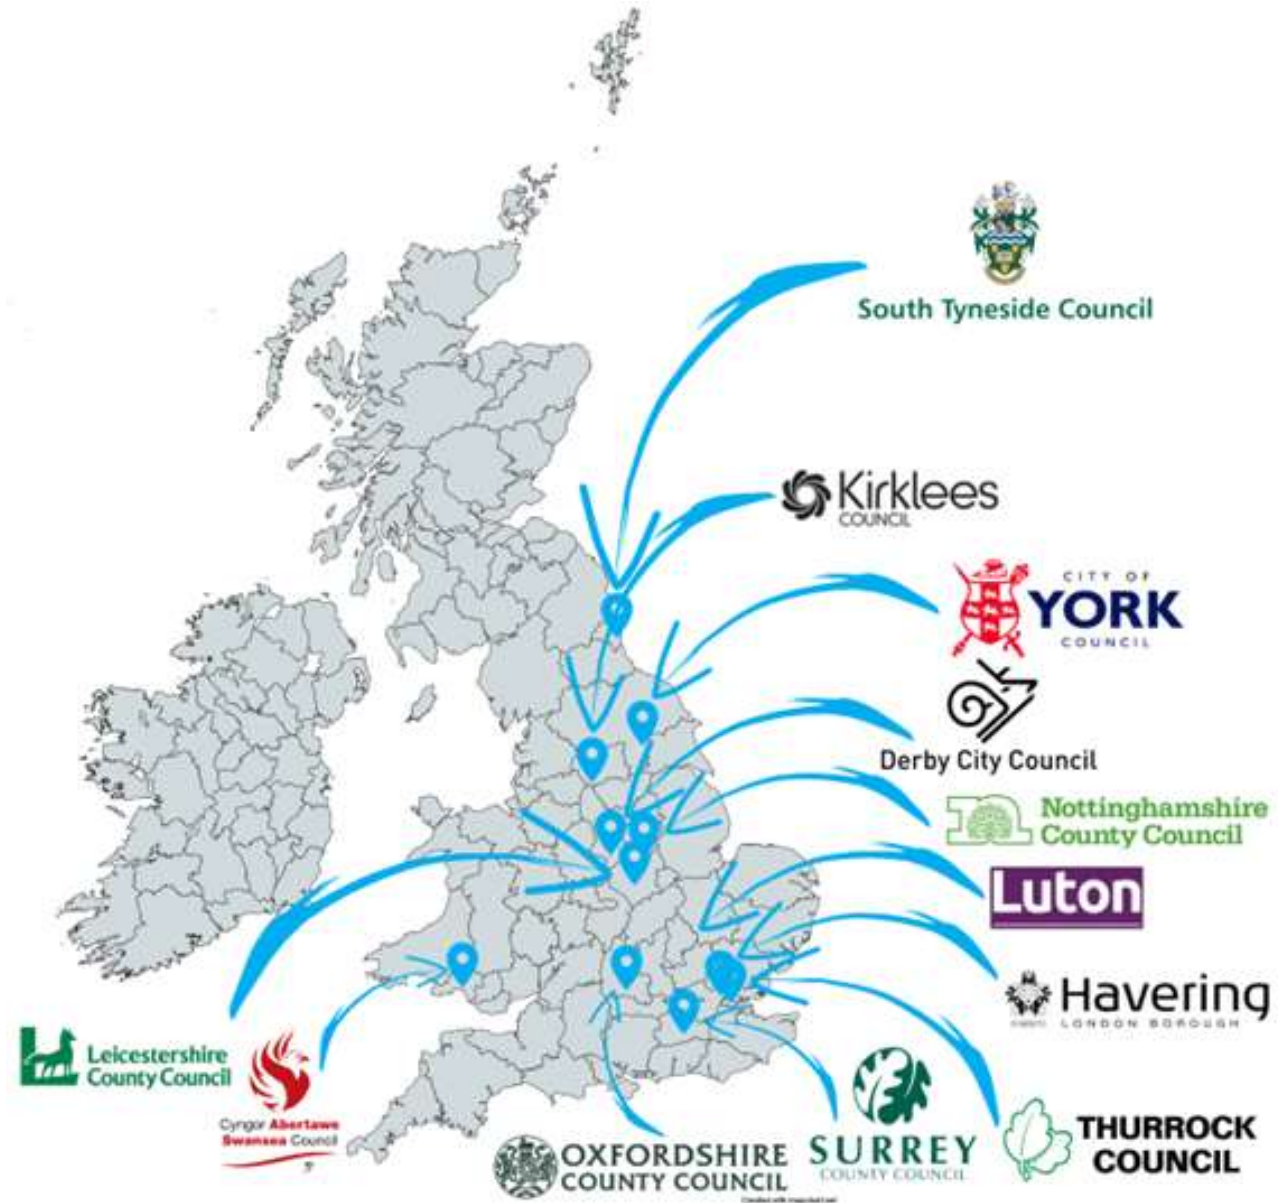 South Tyneside Council
Kirklees
COUNCIL
CITY OF
YORK
COUNCIL
Derby City Council
Nottinghamshire
County Council
Luton
Havering
LONDON BOROUGH
THURROCK
COUNCIL
SURREY
COUNTY COUNCIL
OXFORDSHIRE
COUNTY COUNCIL
Cyngor Abertawe
Swansea Council
Leicestershire
County Council